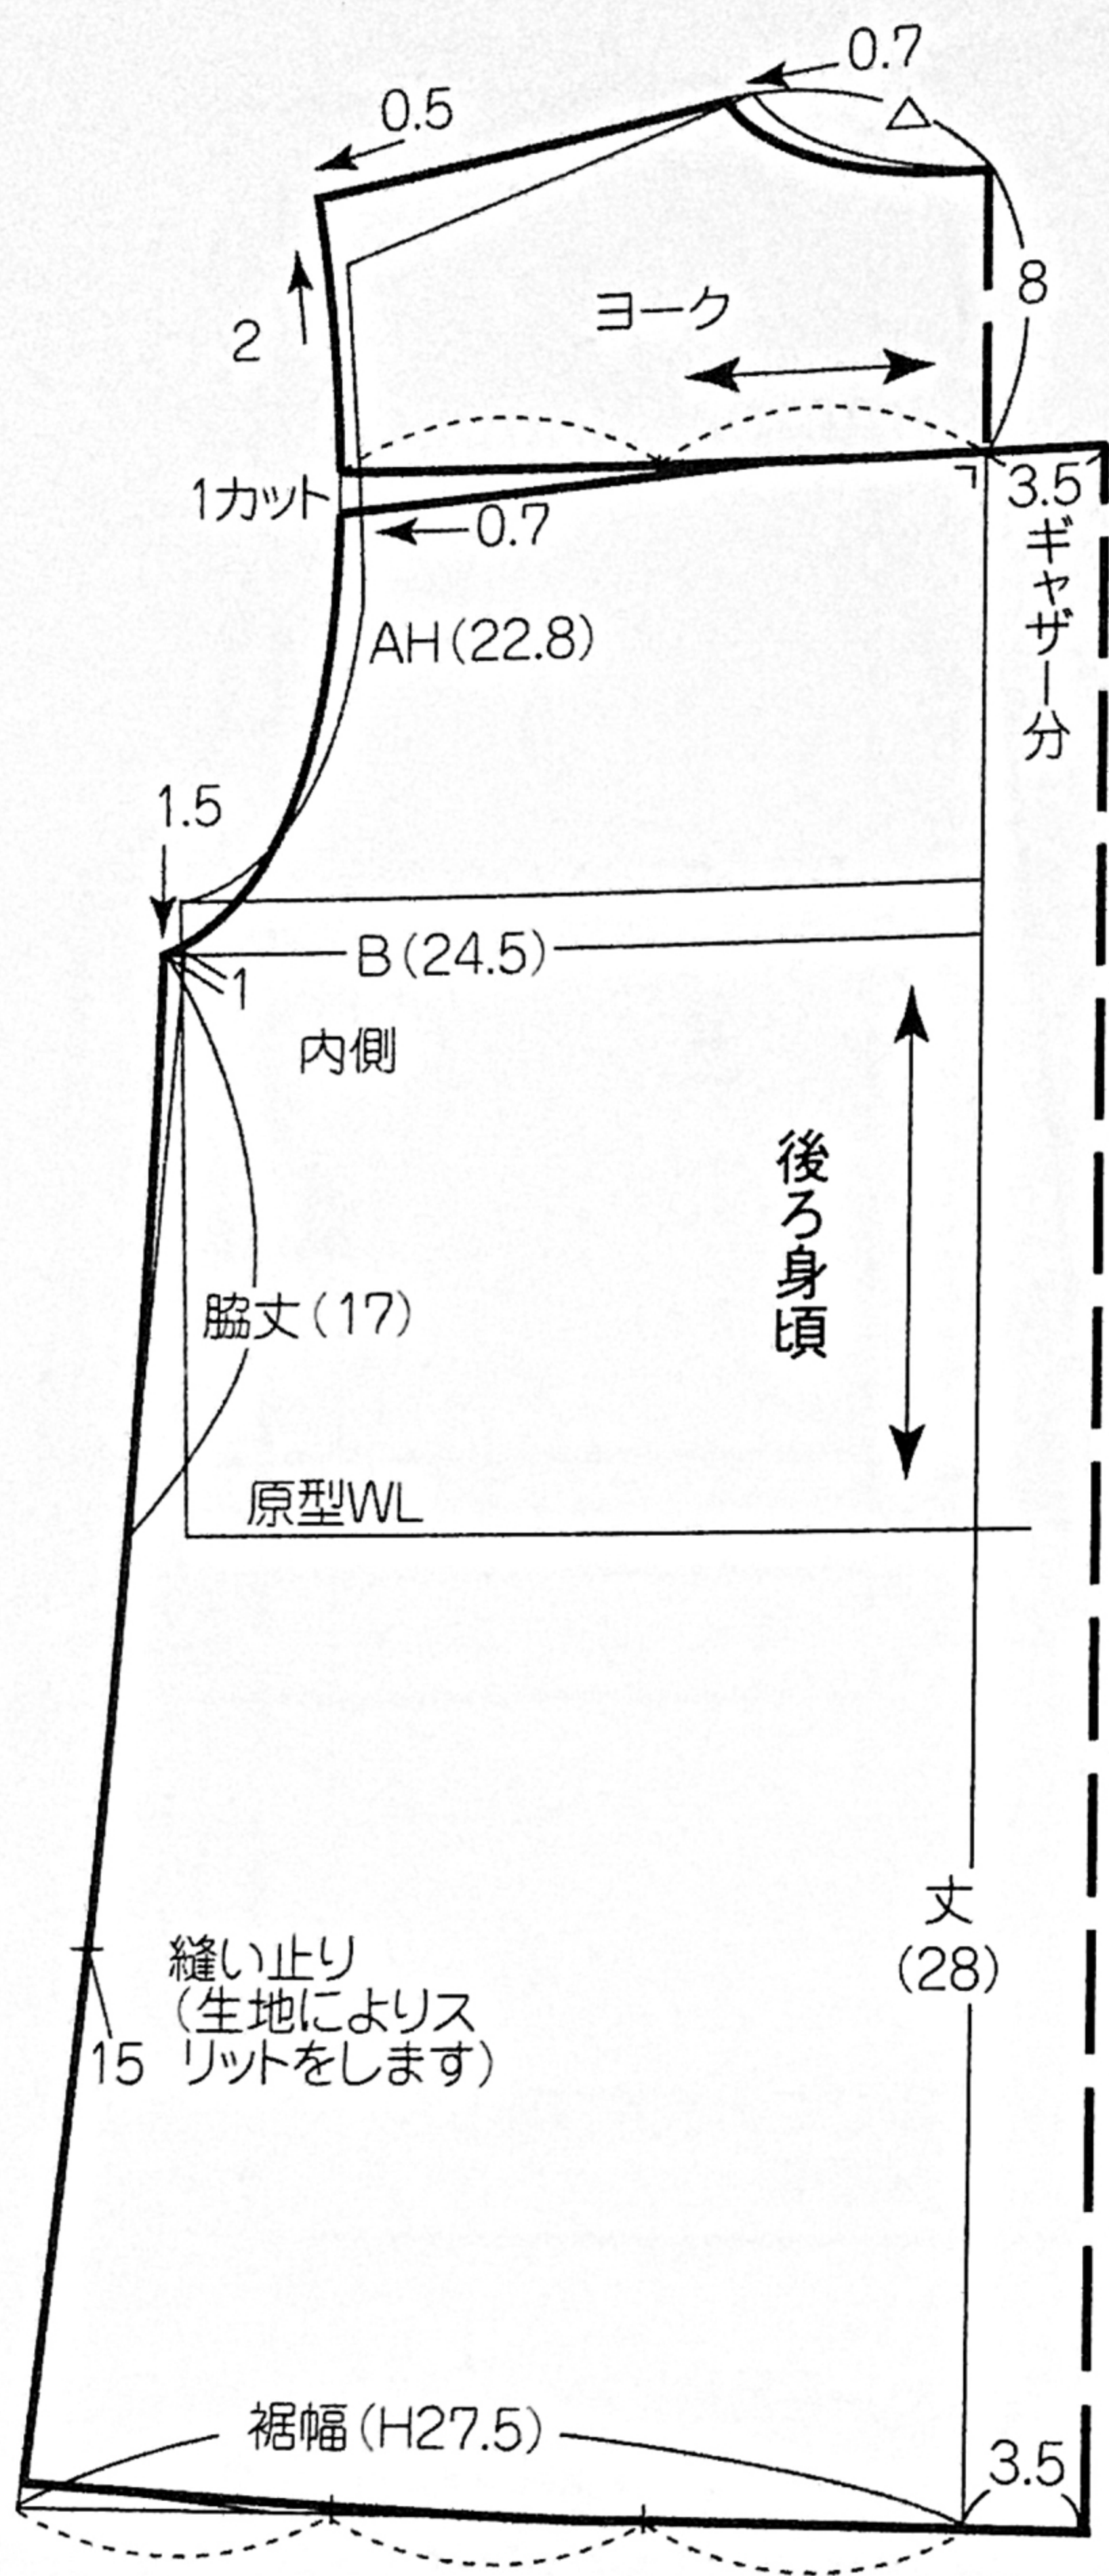 0.7
0.5
△
8
2
ヨーク
1カット
0.7
3.5
ギャザー分
AH(22.8)
1.5
B(24.5)
1
内側
後ろ身頃
脇丈(17)
原型WL
丈
(28)
縫い止り
(生地によりス
リットをします)
15
裾幅(H27.5)
3.5